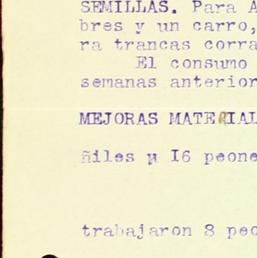 SEMILLAS. Para A
bres y un carro,
ra trancas corra
El consumo
semanas anterior
MEJORAS MATERIAL
ñiles y 16 peone
trabajaron 8 peo